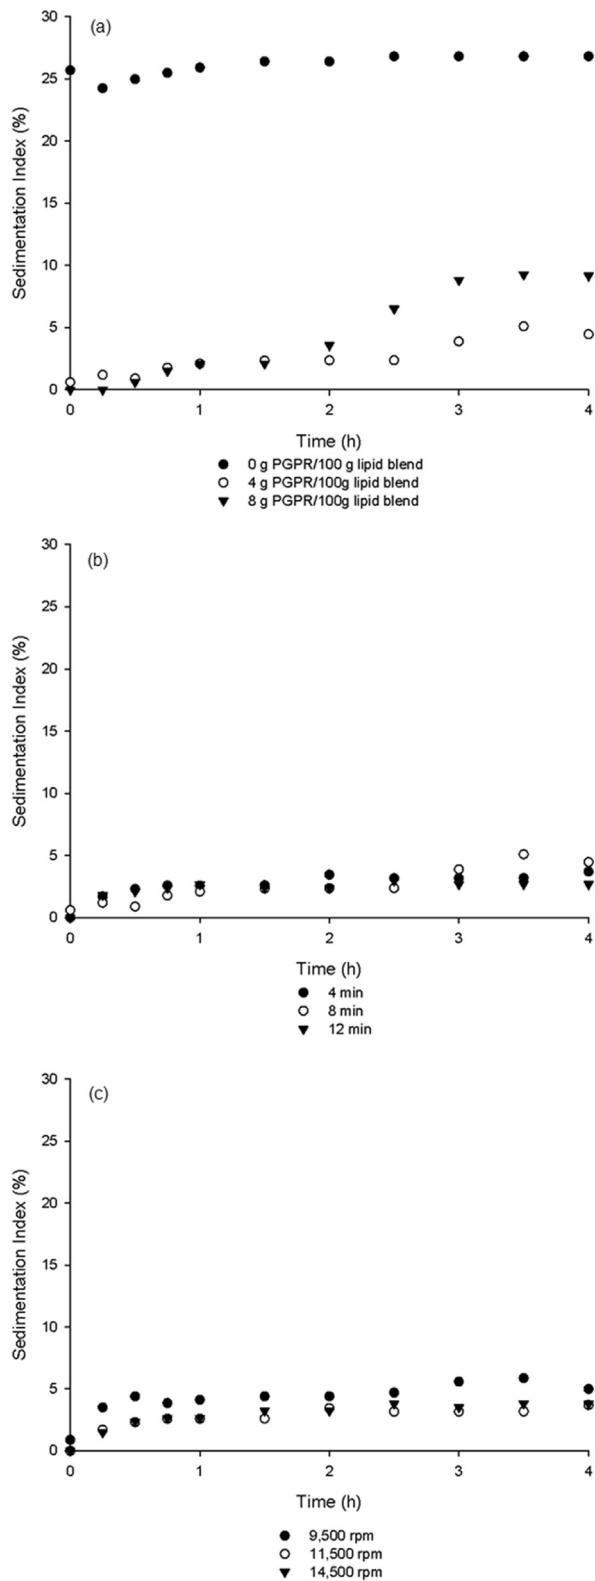 (a)
30
25
20
15
10
5
0
Sedimentation Index (%)
0 1 2 3 4
Time (h)
0 g PGPR/100 g lipid blend
4 g PGPR/100g lipid blend
8 g PGPR/100g lipid blend
(b)
30
25
20
15
10
5
0
Sedimentation Index (%)
0 1 2 3 4
Time (h)
4 min
8 min
12 min
(c)
30
25
20
15
10
5
0
Sedimentation Index (%)
0 1 2 3 4
Time (h)
9,500 rpm
11,500 rpm
14,500 rpm